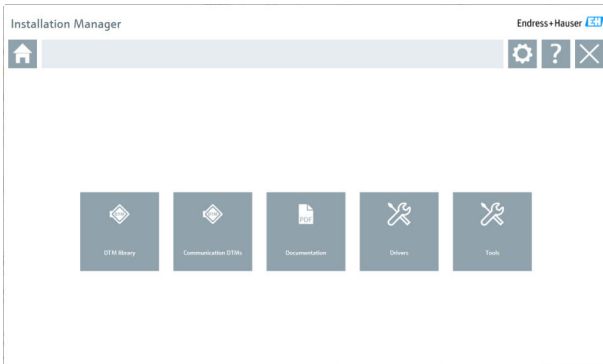 Installation Manager
Endress+Hauser EH
?
PDF
DTM library
Communication DTMs
Documentation
Drivers
Tools